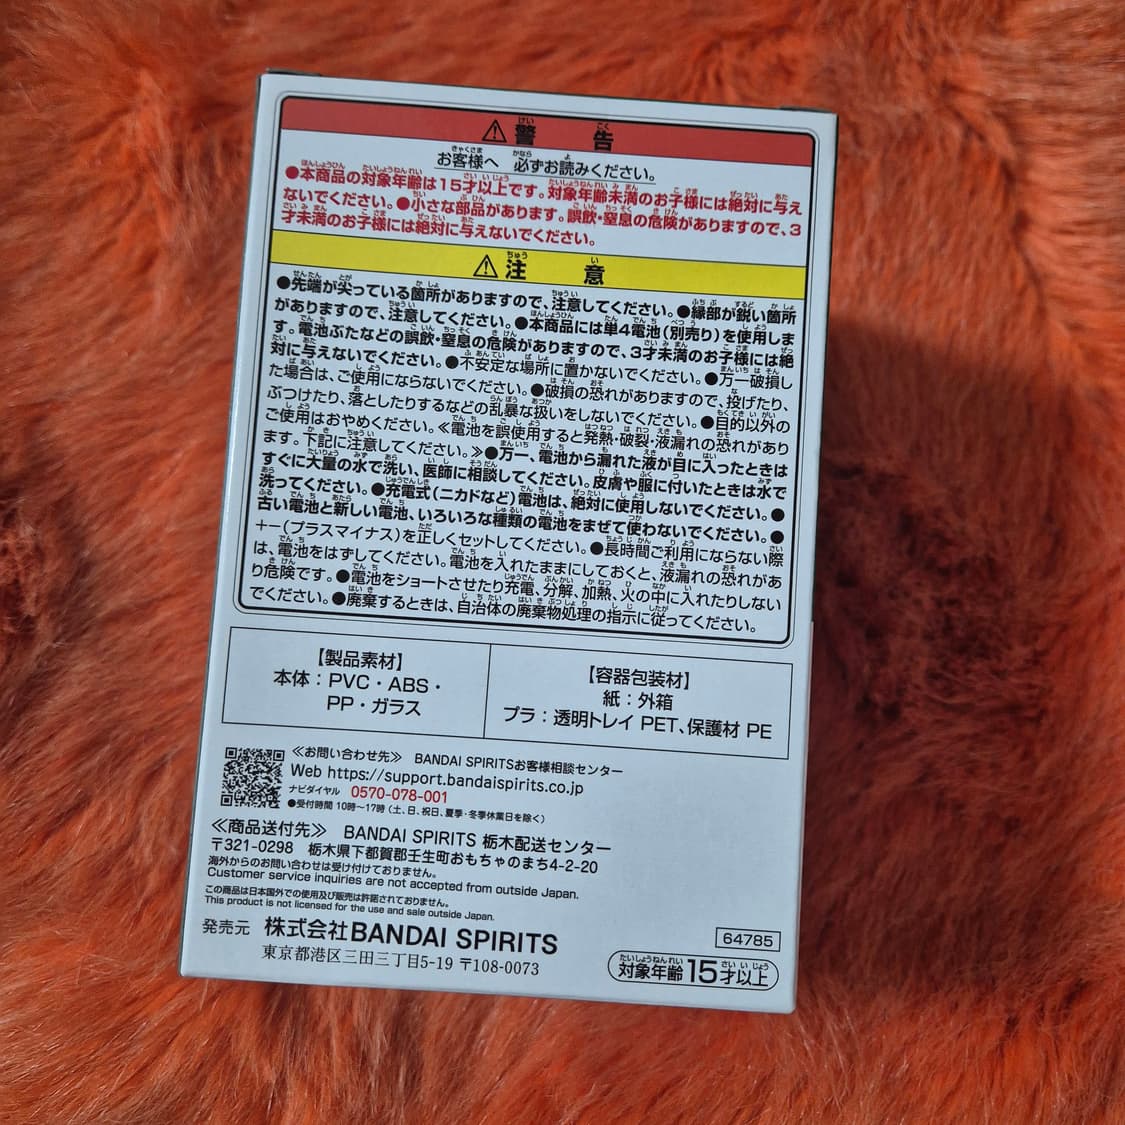 ⚠警告
お客様へ 必ずお読みください。
●本商品の対象年齢は15才以上です。対象年齢未満のお子様には絶対に与え
ないでください。●小さな部品があります。誤飲・窒息の危険がありますので、3
才未満のお子様には絶対に与えないでください。
⚠注意
●先端が尖っている箇所がありますので、注意してください。●縁部が鋭い箇所
がありますので、注意してください。●本商品には単4電池(別売り)を使用しま
す。電池ぶたなどの誤飲・窒息の危険がありますので、3才未満のお子様には絶
対に与えないでください。●不安定な場所に置かないでください。●万一破損し
た場合は、ご使用にならないでください。●破損の恐れがありますので、投げたり、
ぶつけたり、落としたりするなどの乱暴な扱いをしないでください。●目的以外の
ご使用はおやめください。≪電池を誤使用すると発熱・破裂・液漏れの恐れがあり
ます。下記に注意してください。≫●万一、電池から漏れた液が目に入ったときは
すぐに大量の水で洗い、医師に相談してください。皮膚や服に付いたときは水で
洗ってください。●充電式(ニカドなど)電池は、絶対に使用しないでください。●
古い電池と新しい電池、いろいろな種類の電池をまぜて使わないでください。●
+-(プラスマイナス)を正しくセットしてください。●長時間ご利用にならない際
は、電池をはずしてください。電池を入れたままにしておくと、液漏れの恐れがあ
り危険です。●電池をショートさせたり充電、分解、加熱、火の中に入れたりしない
でください。●廃棄するときは、自治体の廃棄物処理の指示に従ってください。
【製品素材】
本体：PVC・ABS・
PP・ガラス
【容器包装材】
紙：外箱
プラ：透明トレイ PET、保護材 PE
≪お問い合わせ先≫ BANDAI SPIRITSお客様相談センター
Web https://support.bandaispirits.co.jp
ナビダイヤル 0570-078-001
●受付時間 10時～17時 (土、日、祝日、夏季・冬季休業日を除く)
≪商品送付先≫ BANDAI SPIRITS 栃木配送センター
〒321-0298 栃木県下都賀郡壬生町おもちゃのまち4-2-20
海外からのお問い合わせは受け付けておりません。
Customer service inquiries are not accepted from outside Japan.
この商品は日本国外での使用及び販売は許諾されておりません。
This product is not licensed for the use and sale outside Japan.
発売元 株式会社BANDAI SPIRITS
東京都港区三田三丁目5-19 〒108-0073
64785
対象年齢15才以上